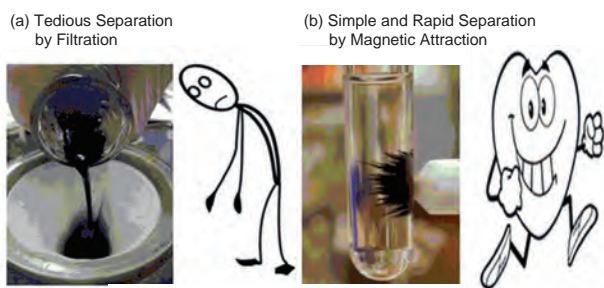 (a) Tedious Separation
by Filtration
(b) Simple and Rapid Separation
by Magnetic Attraction